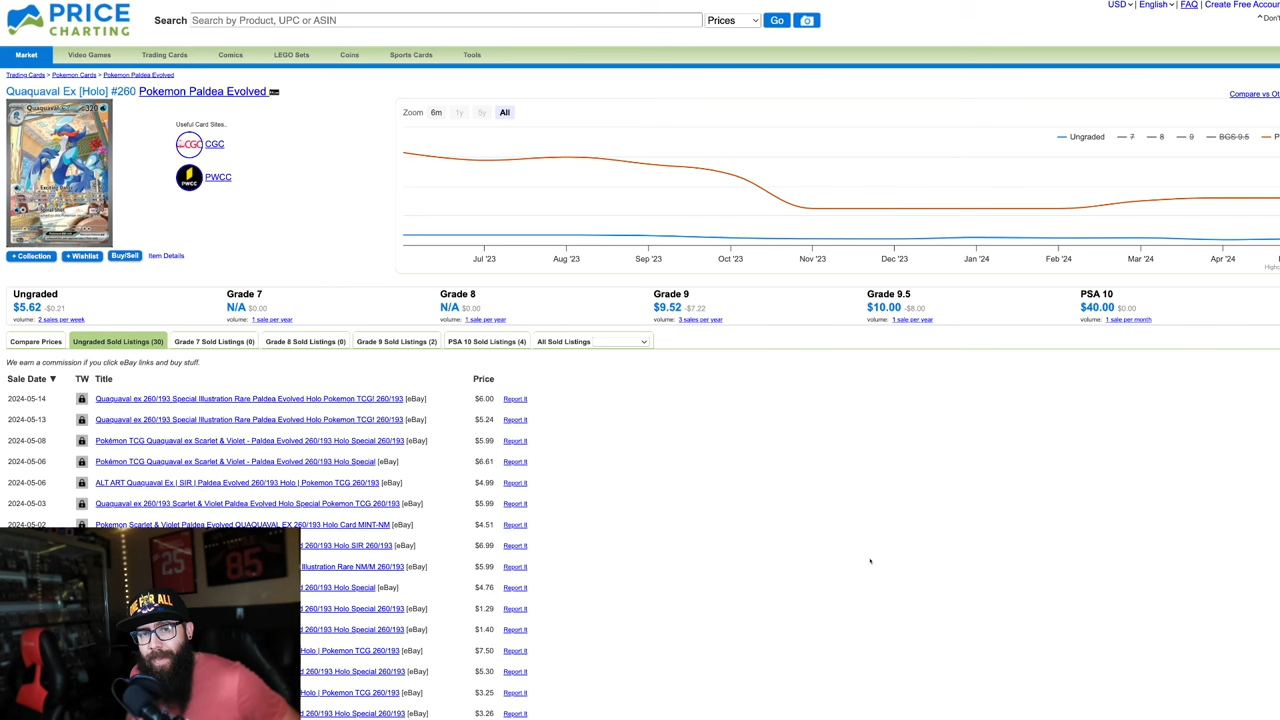 PRICE
CHARTING
Search
Search by Product, UPC or ASIN
Prices
Go
USD
English
FAQ
Create Free Accoun
Don'
Market
Video Games
Trading Cards
Comics
LEGO Sets
Coins
Sports Cards
Tools
Trading Cards > Pokemon Cards > Pokemon Paldea Evolved
Quaquaval Ex [Holo] #260 Pokemon Paldea Evolved
Compare vs Ot
Useful Card Sites..
CGC
CGC
PWCC
PWCC
Quaquaval
320
Zoom
6m
1y
5y
All
Ungraded
7
8
9
BGS 9.5
P
Jul '23
Aug '23
Sep '23
Oct '23
Nov '23
Dec '23
Jan '24
Feb '24
Mar '24
Apr '24
Highc
+ Collection
+ Wishlist
Buy/Sell
Item Details
Ungraded
$5.62 -$0.21
volume: 2 sales per week
Grade 7
N/A $0.00
volume: 1 sale per year
Grade 8
N/A $0.00
volume: 1 sale per year
Grade 9
$9.52 -$7.22
volume: 3 sales per year
Grade 9.5
$10.00 -$8.00
volume: 1 sale per year
PSA 10
$40.00 $0.00
volume: 1 sale per month
Compare Prices
Ungraded Sold Listings (30)
Grade 7 Sold Listings (0)
Grade 8 Sold Listings (0)
Grade 9 Sold Listings (2)
PSA 10 Sold Listings (4)
All Sold Listings
We earn a commission if you click eBay links and buy stuff.
Sale Date ▼ TW Title Price
2024-05-14 Quaquaval ex 260/193 Special Illustration Rare Paldea Evolved Holo Pokemon TCG! 260/193 [eBay] $6.00 Report It
2024-05-13 Quaquaval ex 260/193 Special Illustration Rare Paldea Evolved Holo Pokemon TCG! 260/193 [eBay] $5.24 Report It
2024-05-08 Pokémon TCG Quaquaval ex Scarlet & Violet - Paldea Evolved 260/193 Holo Special 260/193 [eBay] $5.99 Report It
2024-05-06 Pokémon TCG Quaquaval ex Scarlet & Violet - Paldea Evolved 260/193 Holo Special [eBay] $6.61 Report It
2024-05-06 ALT ART Quaquaval Ex | SIR | Paldea Evolved 260/193 Holo | Pokemon TCG 260/193 [eBay] $4.99 Report It
2024-05-03 Quaquaval ex 260/193 Scarlet & Violet Paldea Evolved Holo Special Pokemon TCG 260/193 [eBay] $5.99 Report It
2024-05-02 Pokemon Scarlet & Violet Paldea Evolved QUAQUAVAL EX 260/193 Holo Card MINT-NM [eBay] $4.51 Report It
d 260/193 Holo SIR 260/193 [eBay] $6.99 Report It
Illustration Rare NM/M 260/193 [eBay] $5.99 Report It
d 260/193 Holo Special [eBay] $4.76 Report It
d 260/193 Holo Special 260/193 [eBay] $1.29 Report It
d 260/193 Holo Special 260/193 [eBay] $1.40 Report It
Holo | Pokemon TCG 260/193 [eBay] $7.50 Report It
d 260/193 Holo Special 260/193 [eBay] $5.30 Report It
Holo | Pokemon TCG 260/193 [eBay] $3.25 Report It
d 260/193 Holo Special 260/193 [eBay] $3.26 Report It
25
85
FOR ALL